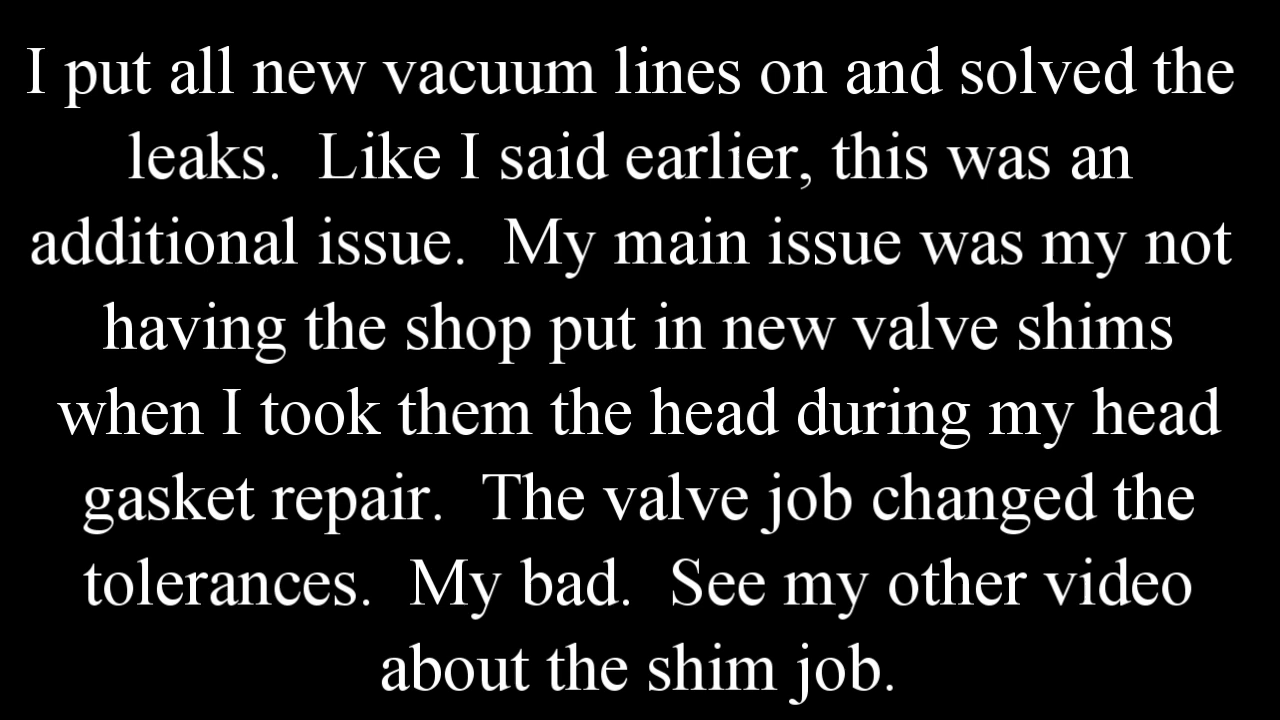 I put all new vacuum lines on and solved the
leaks.  Like I said earlier, this was an
additional issue.  My main issue was my not
having the shop put in new valve shims
when I took them the head during my head
gasket repair.  The valve job changed the
tolerances.  My bad.  See my other video
about the shim job.